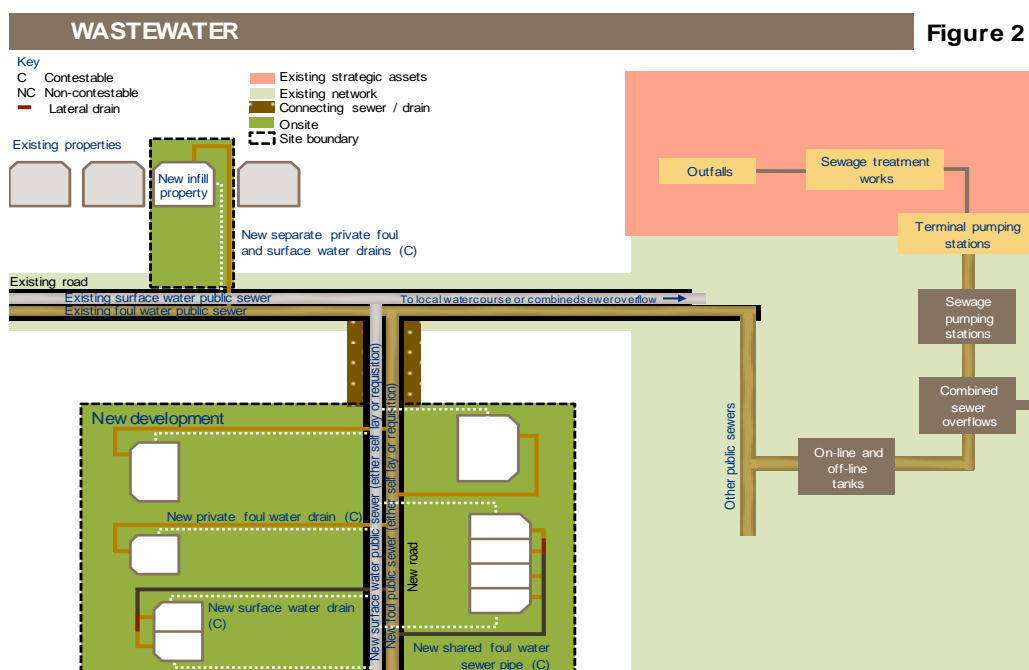 WASTEWATER
Figure 2
Key
C Contestable
NC Non-contestable
Lateral drain
Existing strategic assets
Existing network
Connecting sewer / drain
Onsite
Site boundary
Existing properties
New infill
property
New separate private foul
and surface water drains (C)
Outfalls
Sewage treatment
works
Terminal pumping
stations
Existing road
Existing surface water public sewer
To local watercourse or combined sewer overflow
Existing foul water public sewer
Sewage
pumping
stations
Combined
sewer
overflows
On-line and
off-line
tanks
Other public sewers
New development
New private foul water drain (C)
New surface water drain
(C)
New surface water public sewer (either self lay or requisition)
New foul public sewer (either self lay or requisition)
New road
New shared foul water
sewer pipe (C)